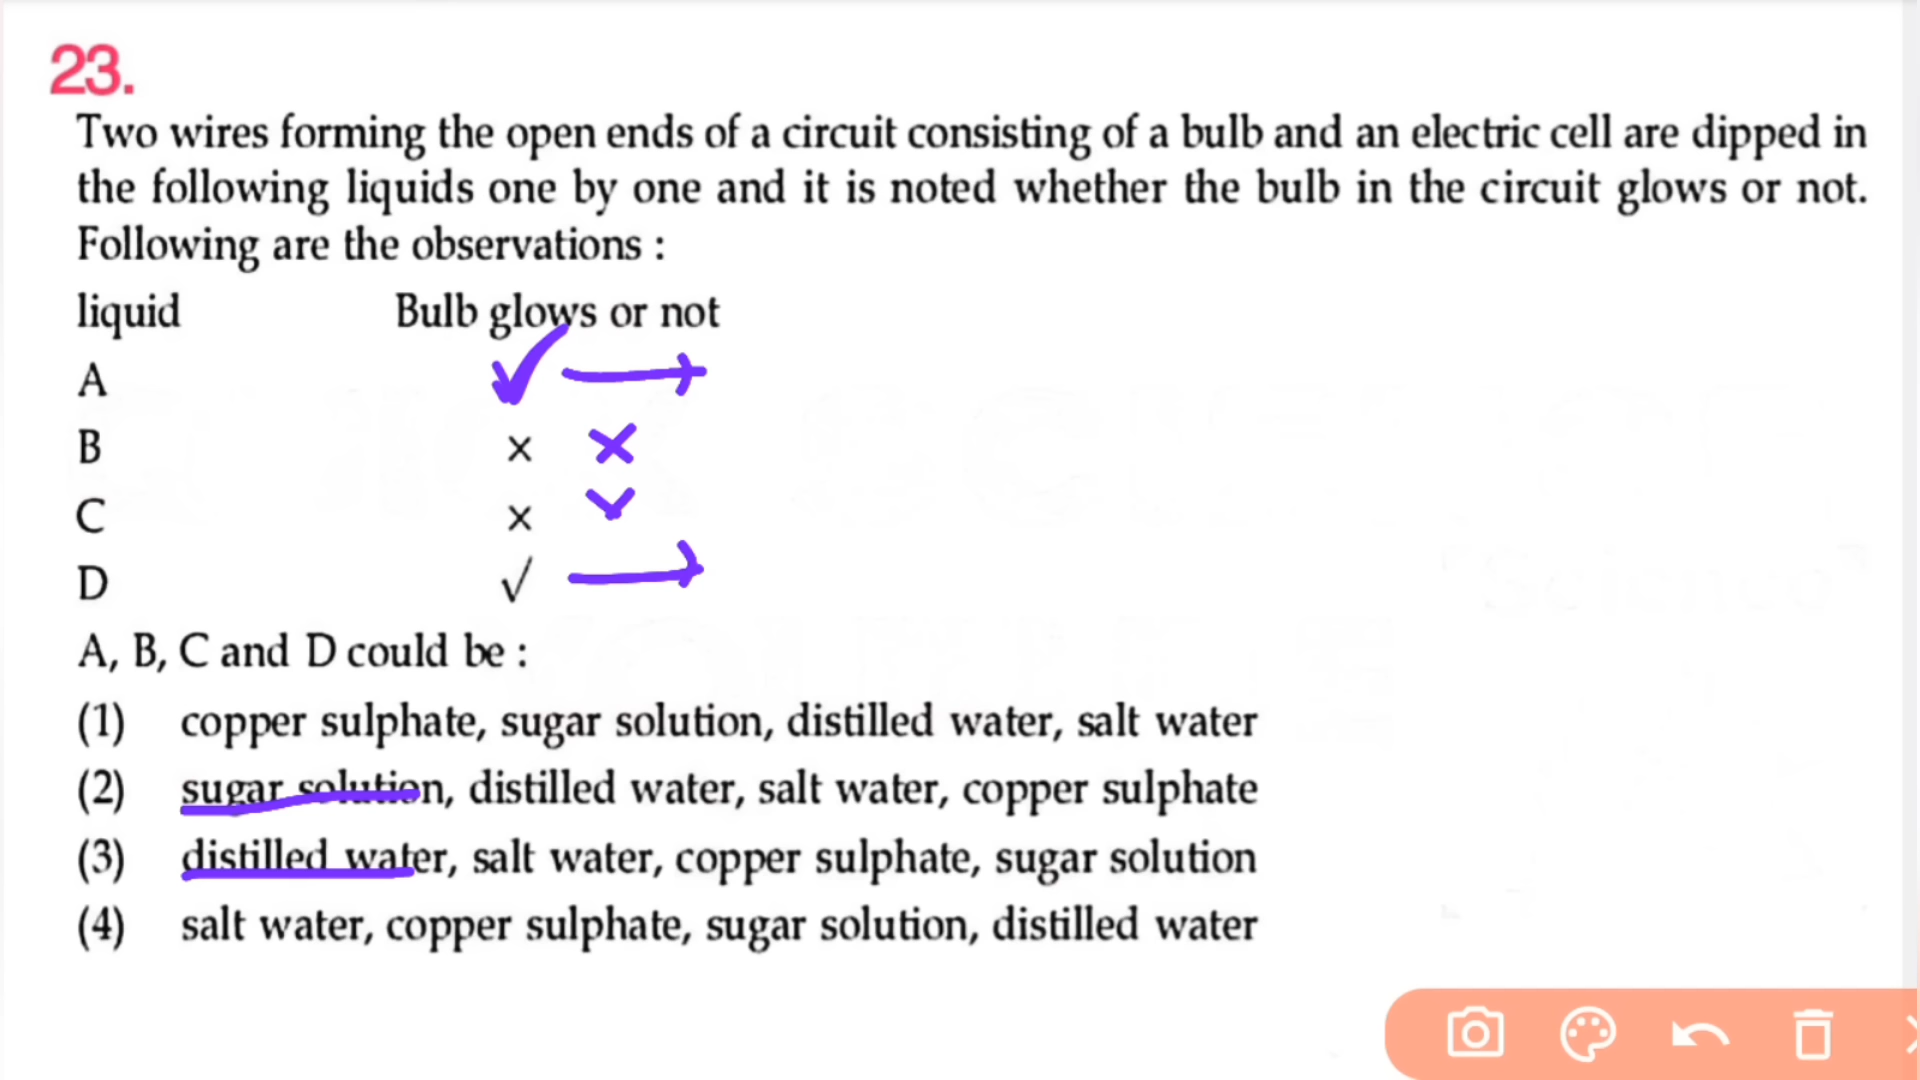 23.
Two wires forming the open ends of a circuit consisting of a bulb and an electric cell are dipped in
the following liquids one by one and it is noted whether the bulb in the circuit glows or not.
Following are the observations :
liquid Bulb glows or not
A ✓
B × ×
C ×
D √
A, B, C and D could be :
(1) copper sulphate, sugar solution, distilled water, salt water
(2) sugar solution, distilled water, salt water, copper sulphate
(3) distilled water, salt water, copper sulphate, sugar solution
(4) salt water, copper sulphate, sugar solution, distilled water
"Science"